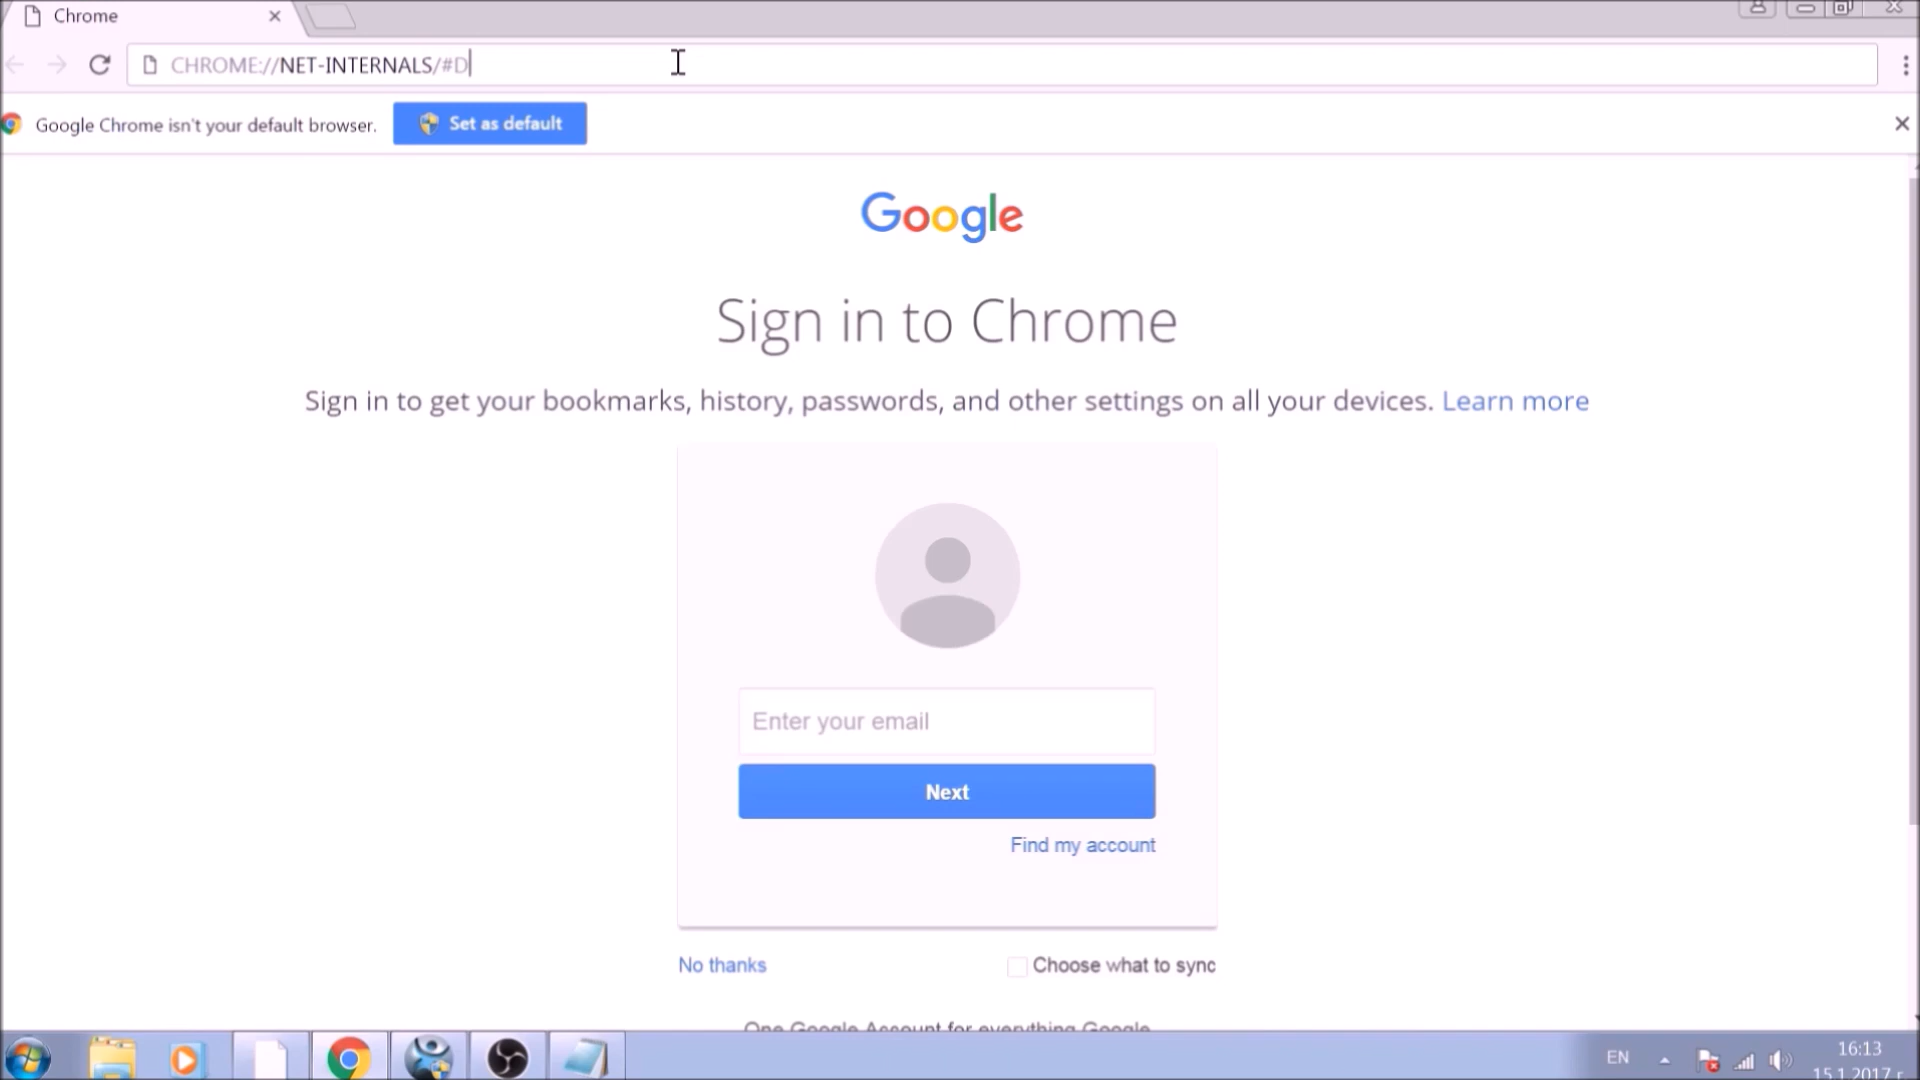 Chrome
CHROME://NET-INTERNALS/#D
Google Chrome isn't your default browser. Set as default
Google
Sign in to Chrome
Sign in to get your bookmarks, history, passwords, and other settings on all your devices. Learn more
Enter your email
Next
Find my account
No thanks
Choose what to sync
One Google Account for everything Google
EN
16:13
15.1.2017 г.